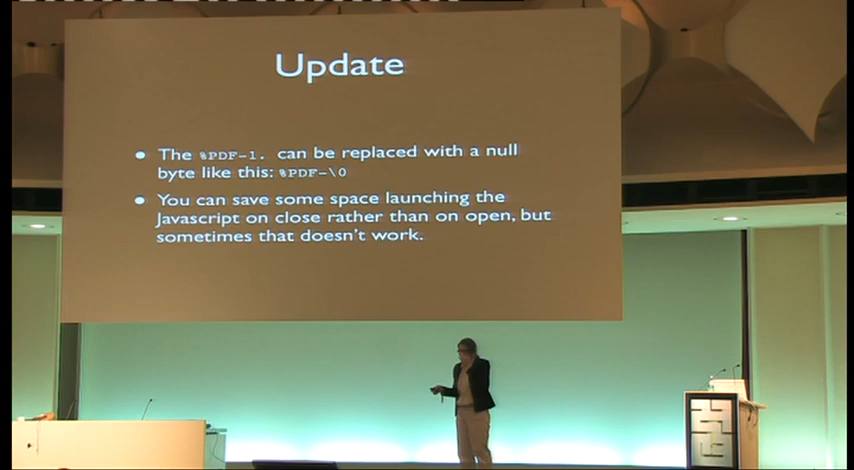 Update
• The %PDF-1. can be replaced with a null
byte like this: %PDF-\0
• You can save some space launching the
Javascript on close rather than on open, but
sometimes that doesn't work.